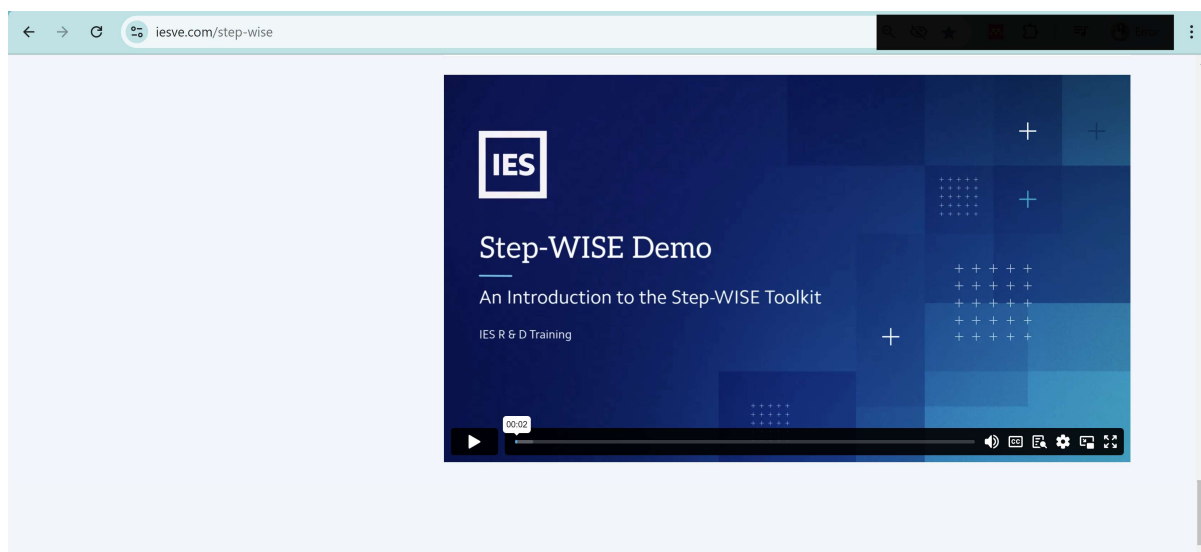 iesve.com/step-wise
IES
Step-WISE Demo
An Introduction to the Step-WISE Toolkit
IES R & D Training
00:02
CC